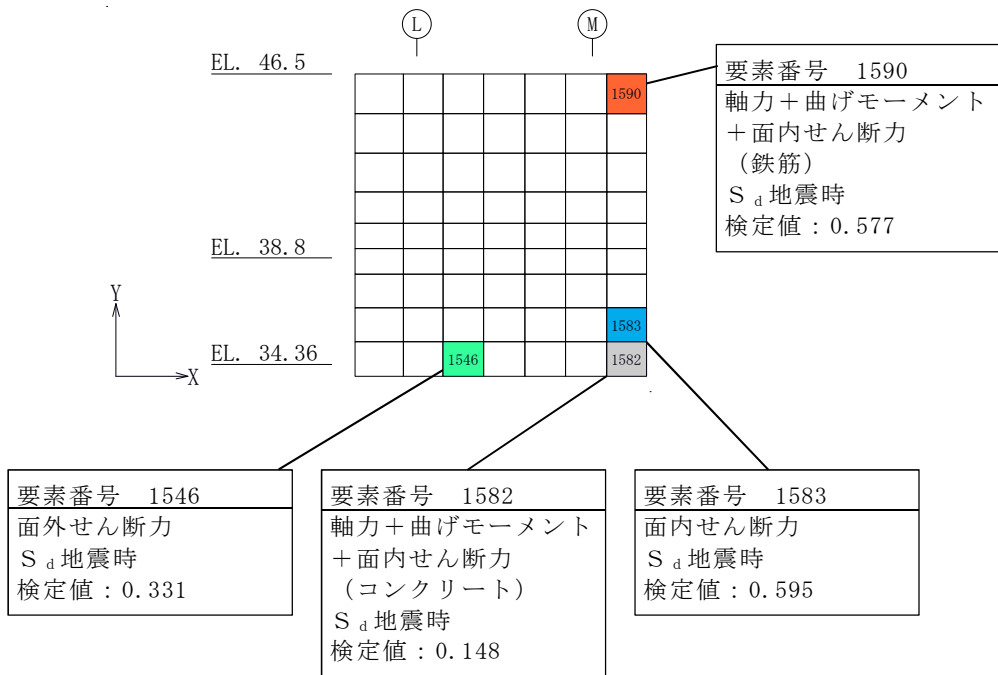 L
M
EL. 46.5
1590
要素番号 1590
軸力＋曲げモーメント
＋面内せん断力
（鉄筋）
Ｓｄ地震時
検定値：0.577
EL. 38.8
Y
X
1583
EL. 34.36
1546
1582
要素番号 1546
面外せん断力
Ｓｄ地震時
検定値：0.331
要素番号 1582
軸力＋曲げモーメント
＋面内せん断力
（コンクリート）
Ｓｄ地震時
検定値：0.148
要素番号 1583
面内せん断力
Ｓｄ地震時
検定値：0.595